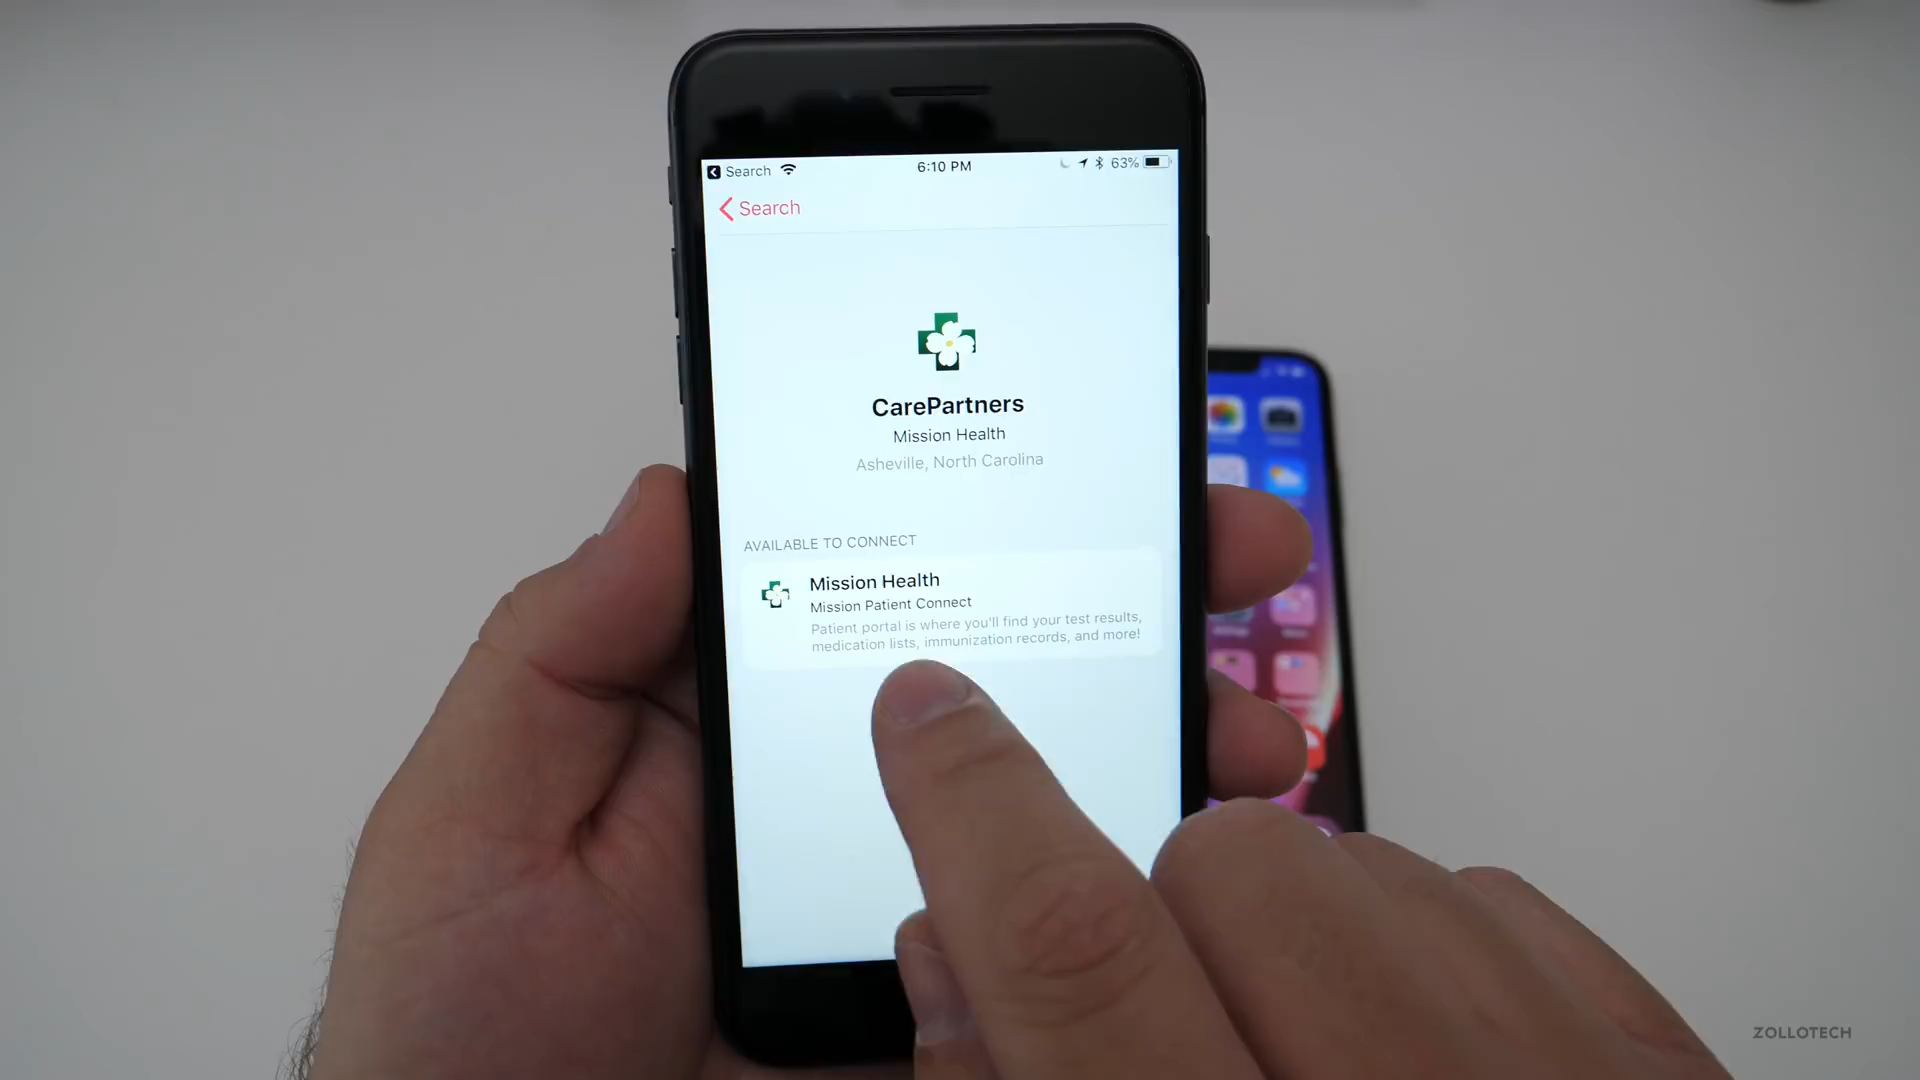 Search 6:10 PM 63%
Search
CarePartners
Mission Health
Asheville, North Carolina
AVAILABLE TO CONNECT
Mission Health
Mission Patient Connect
Patient portal is where you'll find your test results,
medication lists, immunization records, and more!
ZOLLOTECH